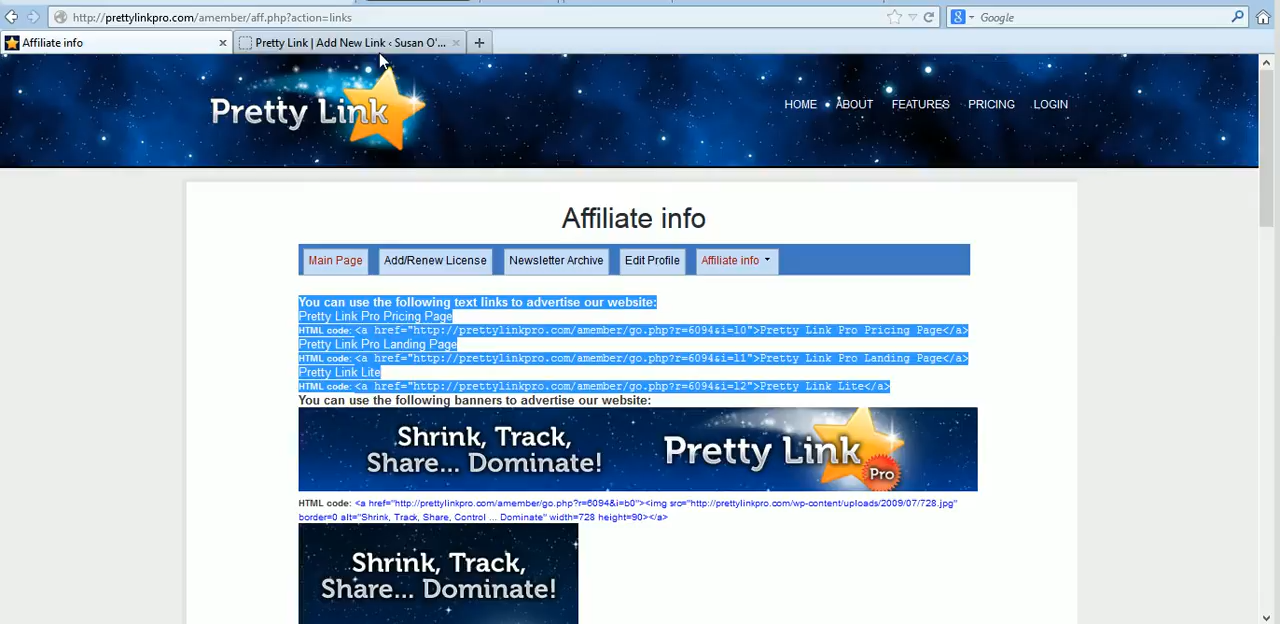 http://prettylinkpro.com/amember/aff.php?action=links
8
Google
Affiliate info
Pretty Link | Add New Link ‹ Susan O'...
Pretty Link
HOME
ABOUT
FEATURES
PRICING
LOGIN
Affiliate info
Main Page
Add/Renew License
Newsletter Archive
Edit Profile
Affiliate info
You can use the following text links to advertise our website:
Pretty Link Pro Pricing Page
HTML code: <a href="http://prettylinkpro.com/amember/go.php?r=6094&i=l0">Pretty Link Pro Pricing Page</a>
Pretty Link Pro Landing Page
HTML code: <a href="http://prettylinkpro.com/amember/go.php?r=6094&i=l1">Pretty Link Pro Landing Page</a>
Pretty Link Lite
HTML code: <a href="http://prettylinkpro.com/amember/go.php?r=6094&i=l2">Pretty Link Lite</a>
You can use the following banners to advertise our website:
Shrink, Track,
Share... Dominate!
Pretty Link
Pro
HTML code: <a href="http://prettylinkpro.com/amember/go.php?r=6094&i=b0"><img src="http://prettylinkpro.com/wp-content/uploads/2009/07/728.jpg"
border=0 alt="Shrink, Track, Share, Control ... Dominate" width=728 height=90></a>
Shrink, Track,
Share... Dominate!